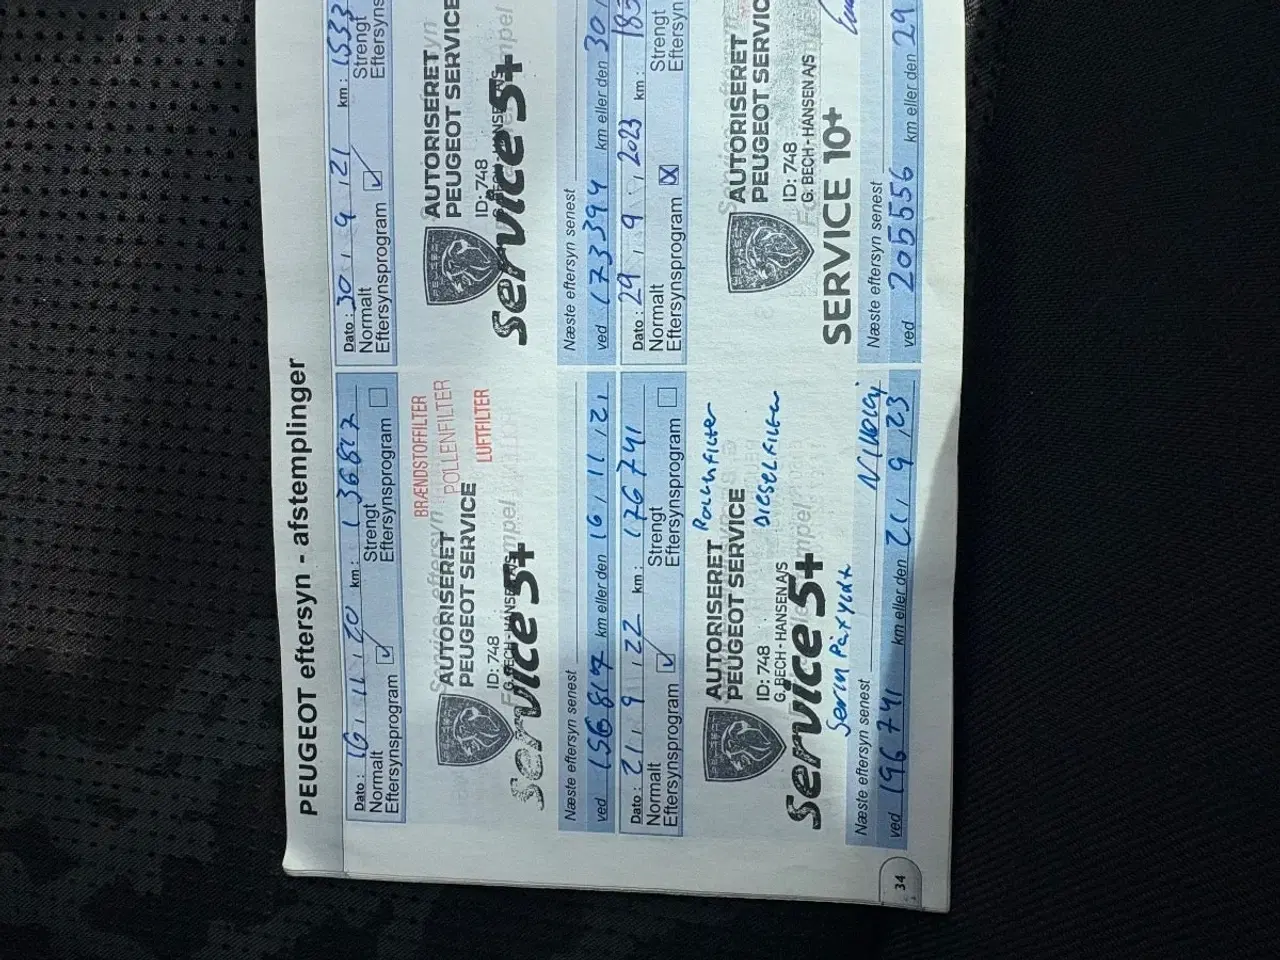 PEUGEOT eftersyn - afstemplinger
Dato : 16 . 11 . 20 km : 136817
Normalt Eftersynsprogram ☑ Strengt Eftersynsprogram ☐
BRÆNDSTOFFILTER
POLLENFILTER
LUFTFILTER
AUTORISERET
PEUGEOT SERVICE
ID: 748
G. BECH-HANSEN A/S
service 5+
Næste eftersyn senest
ved 156817 km eller den 16 . 11 . 21
Dato : 30 . 9 . 21 km : 1533
Normalt Eftersynsprogram ☑ Strengt Eftersyn
AUTORISERET
PEUGEOT SERVICE
ID: 748
service 5+
Næste eftersyn senest
ved 173394 km eller den 30
Dato : 21 . 9 . 22 km : 176741
Normalt Eftersynsprogram ☑ Strengt Eftersynsprogram ☐
AUTORISERET
PEUGEOT SERVICE
Pollenfilter
ID: 748
Dieselfilter
G. BECH-HANSEN A/S
service 5+
Næste eftersyn senest
ved 196741 km eller den 21 . 9 . 23
Dato : 29 . 9 . 2023 km : 183
Normalt Eftersynsprogram ☒ Strengt Eftersyn
AUTORISERET
PEUGEOT SERVIC
ID: 748
G. BECH-HANSEN A/S
SERVICE 10+
Næste eftersyn senest
ved 205556 km eller den 29
34